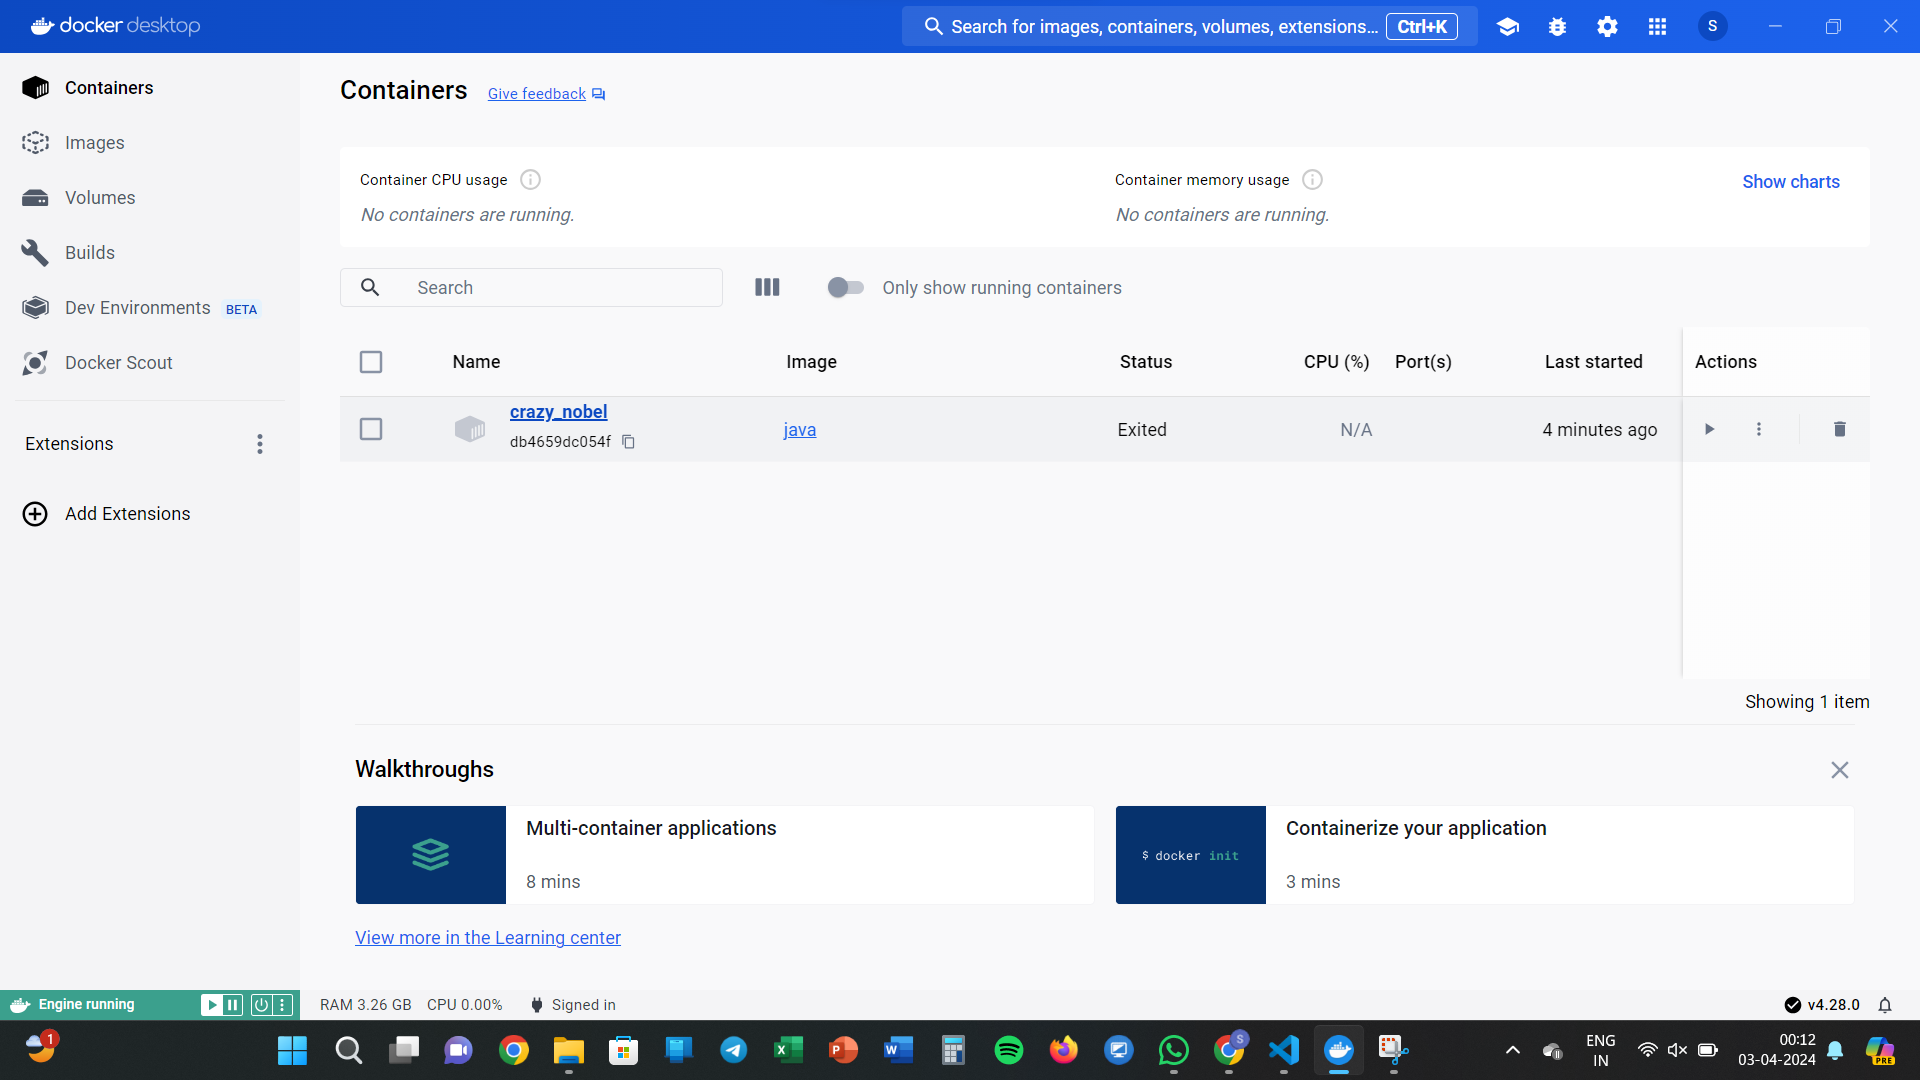 docker desktop
Search for images, containers, volumes, extensions... Ctrl+K
S
Containers
Images
Volumes
Builds
Dev Environments BETA
Docker Scout
Extensions
Add Extensions
Containers Give feedback
Container CPU usage
No containers are running.
Container memory usage
No containers are running.
Show charts
Search
Only show running containers
Name Image Status CPU (%) Port(s) Last started Actions
crazy_nobel
db4659dc054f
java Exited N/A 4 minutes ago
Showing 1 item
Walkthroughs
Multi-container applications
8 mins
$ docker init
Containerize your application
3 mins
View more in the Learning center
Engine running
RAM 3.26 GB CPU 0.00% Signed in
v4.28.0
1
X
P
W
S
ENG
IN
00:12
03-04-2024
PRE